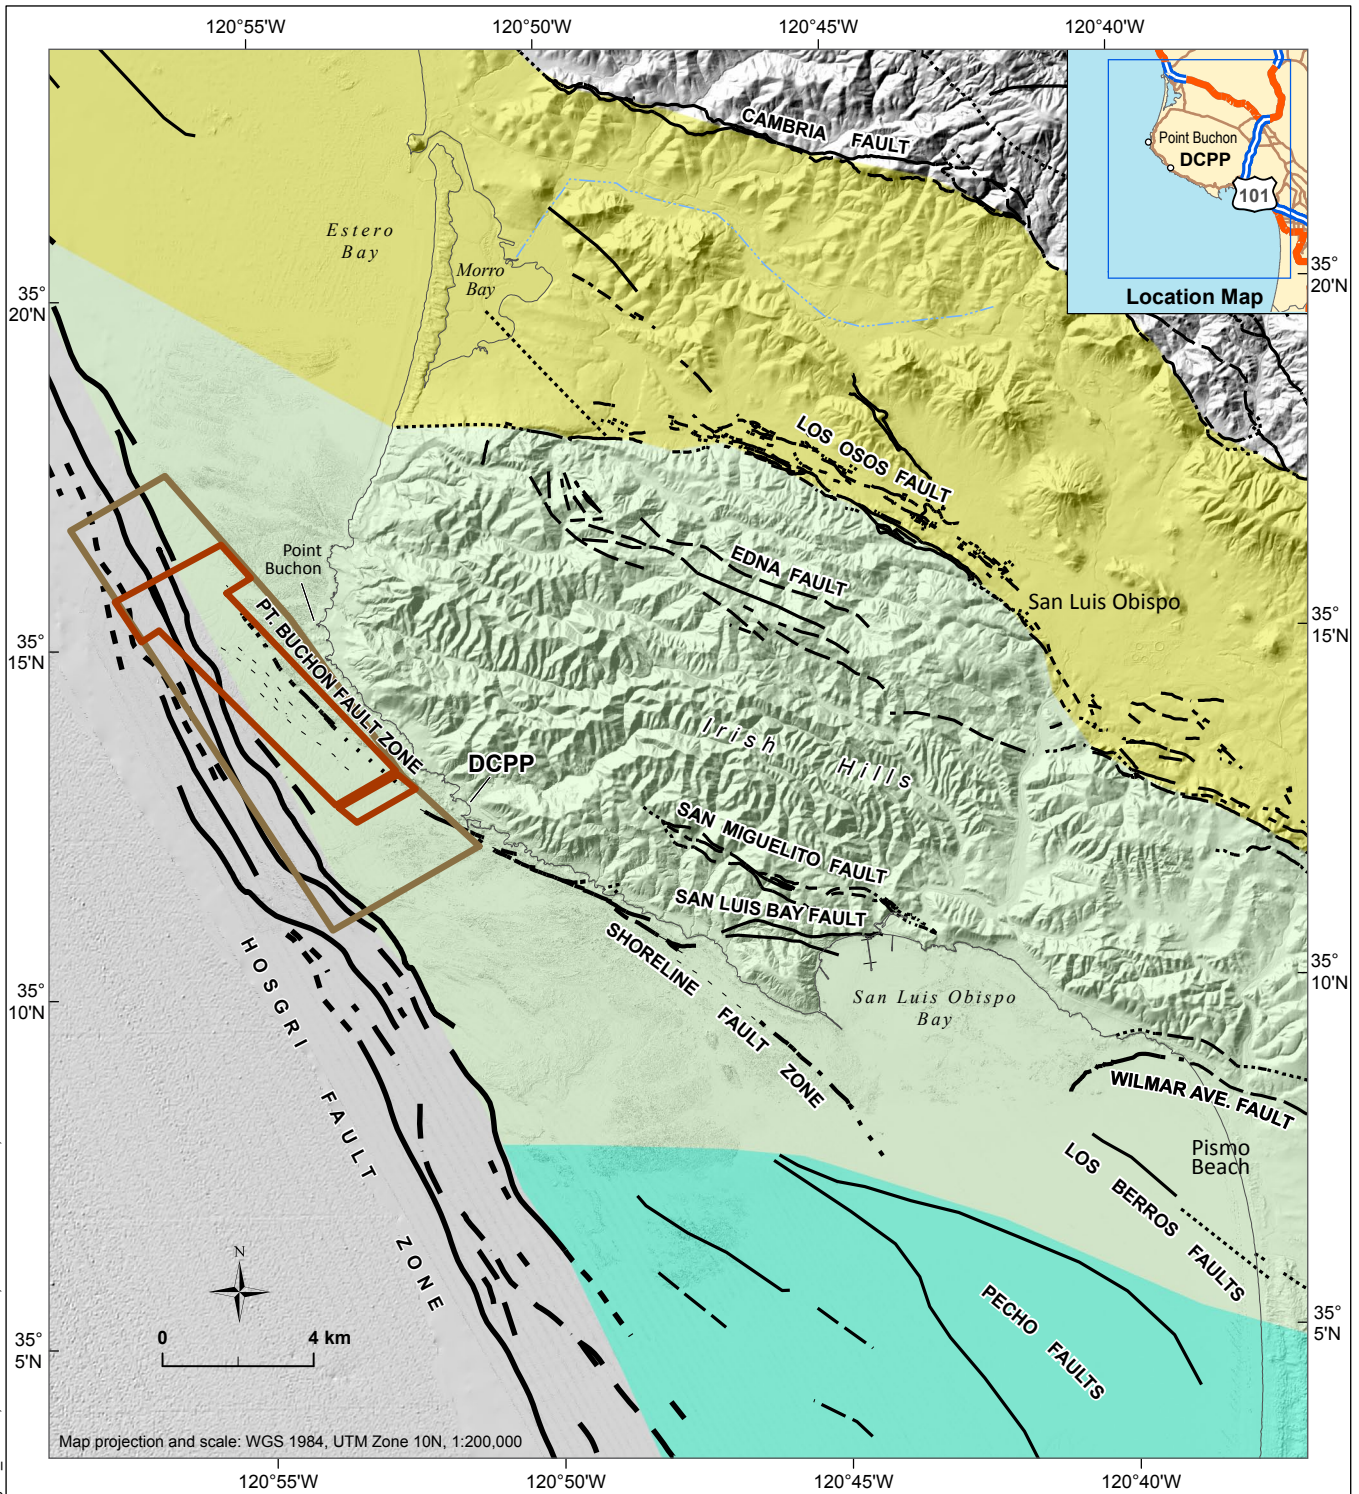 120°55'W
120°50'W
120°45'W
120°40'W
CAMBRIA FAULT
Point Buchon
DCPP
101
Location Map
Estero
Bay
Morro
Bay
35°
20'N
35°
20'N
LOS OSOS FAULT
Point
Buchon
EDNA FAULT
San Luis Obispo
35°
15'N
35°
15'N
PT. BUCHON FAULT ZONE
Irish Hills
DCPP
SAN MIGUELITO FAULT
SAN LUIS BAY FAULT
SHORELINE FAULT ZONE
HOSGRI FAULT ZONE
35°
10'N
35°
10'N
San Luis Obispo
Bay
WILMAR AVE. FAULT
Pismo
Beach
LOS BERROS FAULTS
PECHO FAULTS
N
0 4 km
35°
5'N
35°
5'N
Map projection and scale: WGS 1984, UTM Zone 10N, 1:200,000
120°55'W
120°50'W
120°45'W
120°40'W